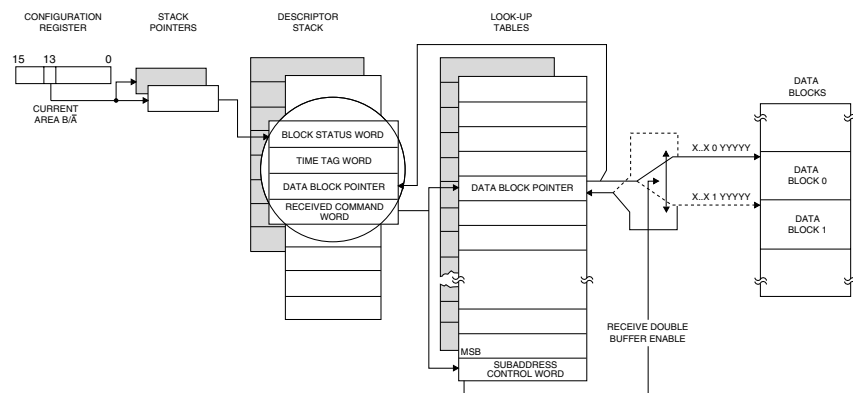 CONFIGURATION
REGISTER
STACK
POINTERS
DESCRIPTOR
STACK
LOOK-UP
TABLES
15 13 0
CURRENT
AREA B/A̅
BLOCK STATUS WORD
TIME TAG WORD
DATA BLOCK POINTER
RECEIVED COMMAND
WORD
DATA BLOCK POINTER
MSB
SUBADDRESS
CONTROL WORD
RECEIVE DOUBLE
BUFFER ENABLE
X..X 0 YYYYY
X..X 1 YYYYY
DATA
BLOCKS
DATA
BLOCK 0
DATA
BLOCK 1